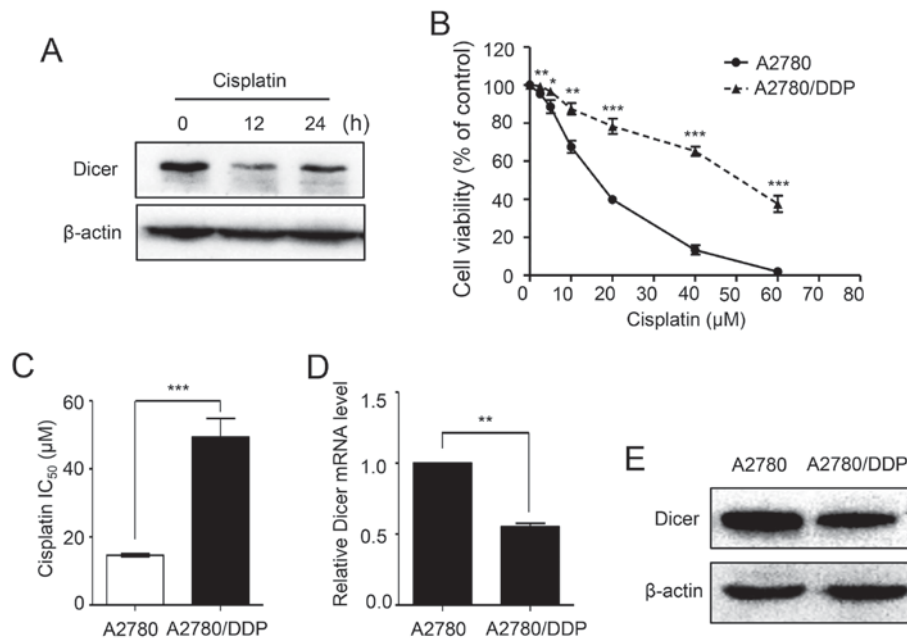 A
Cisplatin
0 12 24 (h)
Dicer
β-actin
B
Cell viability (% of control)
120
100
80
60
40
20
0
0 10 20 30 40 50 60 70 80
Cisplatin (μM)
A2780
A2780/DDP
** * ** *** *** ***
C
Cisplatin IC50 (μM)
60
40
20
0
***
A2780 A2780/DDP
D
Relative Dicer mRNA level
1.5
1.0
0.5
0.0
**
A2780 A2780/DDP
E
A2780 A2780/DDP
Dicer
β-actin